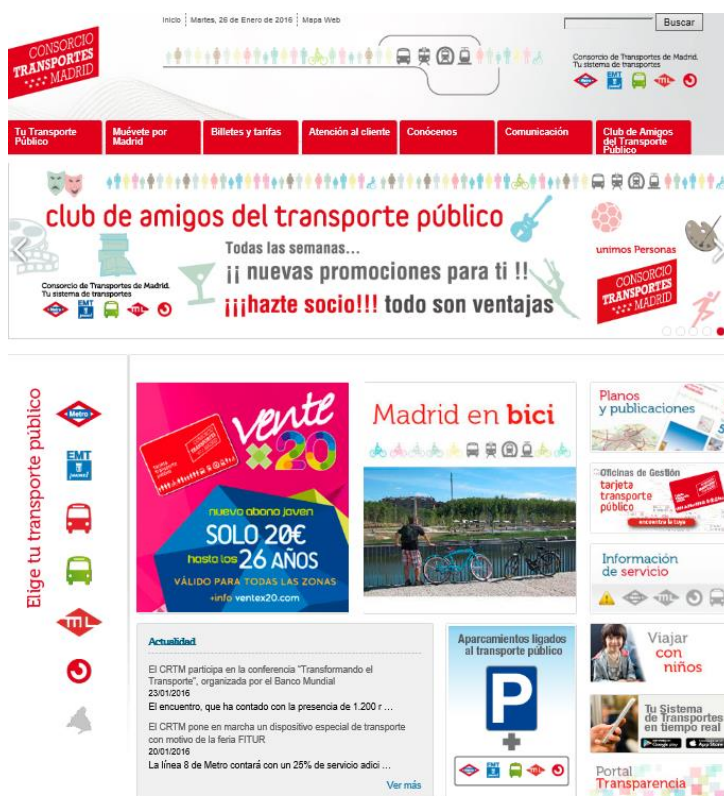 Inicio
Martes, 26 de Enero de 2016
Mapa Web
Buscar
CONSORCIO
TRANSPORTES
MADRID
Consorcio de Transportes de Madrid.
Tu sistema de transportes
EMT
Tu Transporte
Público
Muévete por
Madrid
Billetes y tarifas
Atención al cliente
Conócenos
Comunicación
Club de Amigos
del Transporte
Público
club de amigos del transporte público
Todas las semanas...
¡¡ nuevas promociones para ti !!
¡¡¡hazte socio!!! todo son ventajas
Consorcio de Transportes de Madrid.
Tu sistema de transportes
EMT
unimos Personas
CONSORCIO
TRANSPORTES
MADRID
Elige tu transporte público
Metro
EMT
ML
vente
x20
nuevo abono joven
SOLO 20€
hasta los 26 AÑOS
VÁLIDO PARA TODAS LAS ZONAS
+info ventex20.com
Madrid en bici
Planos
y publicaciones
Oficinas de Gestión
tarjeta
transporte
público
encuentra la tuya
Información
de servicio
Actualidad
El CRTM participa en la conferencia "Transformando el
Transporte", organizada por el Banco Mundial
23/01/2016
El encuentro, que ha contado con la presencia de 1.200 r ...
El CRTM pone en marcha un dispositivo especial de transporte
con motivo de la feria FITUR
20/01/2016
La línea 8 de Metro contará con un 25% de servicio adici ...
Ver más
Aparcamientos ligados
al transporte público
P
+
Viajar
con
niños
Tu Sistema
de Transportes
en tiempo real
Google play
App Store
Portal
Transparencia